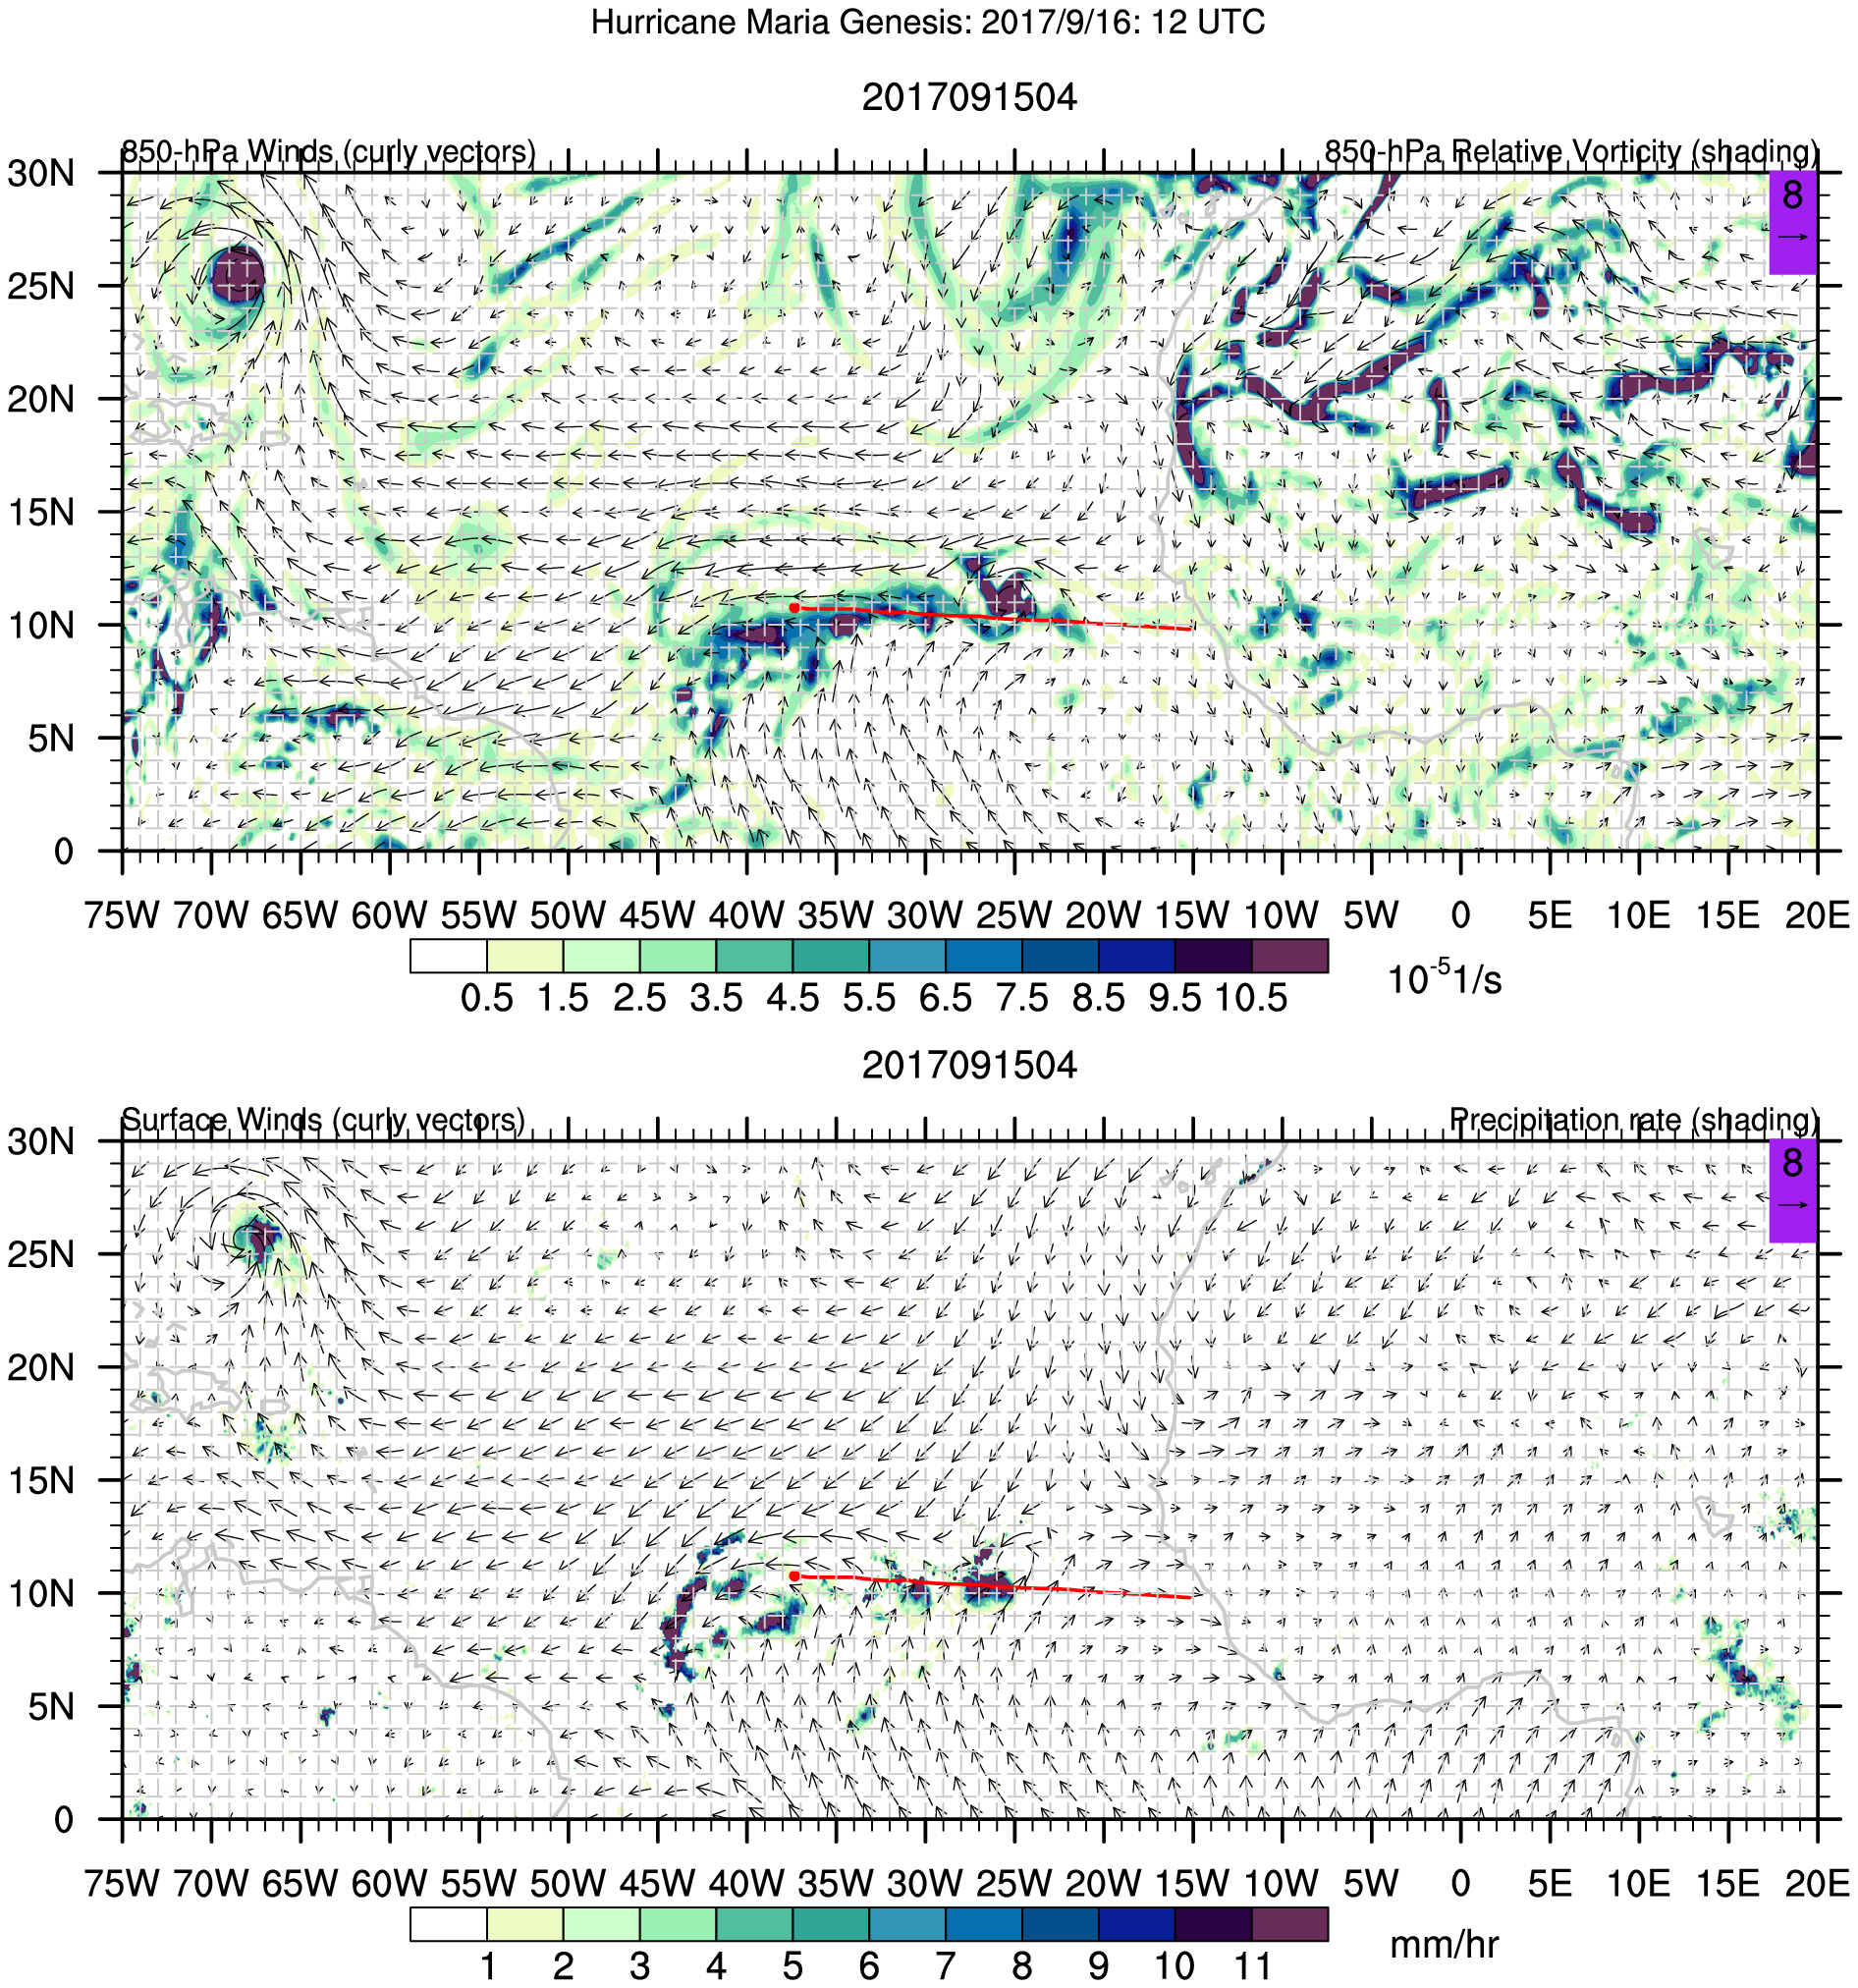 Hurricane Maria Genesis: 2017/9/16: 12 UTC
2017091504
850-hPa Winds (curly vectors) 850-hPa Relative Vorticity (shading)
8
30N
25N
20N
15N
10N
5N
0
75W 70W 65W 60W 55W 50W 45W 40W 35W 30W 25W 20W 15W 10W 5W 0 5E 10E 15E 20E
0.5 1.5 2.5 3.5 4.5 5.5 6.5 7.5 8.5 9.5 10.5
10⁻⁵1/s
2017091504
Surface Winds (curly vectors) Precipitation rate (shading)
8
30N
25N
20N
15N
10N
5N
0
75W 70W 65W 60W 55W 50W 45W 40W 35W 30W 25W 20W 15W 10W 5W 0 5E 10E 15E 20E
1 2 3 4 5 6 7 8 9 10 11
mm/hr